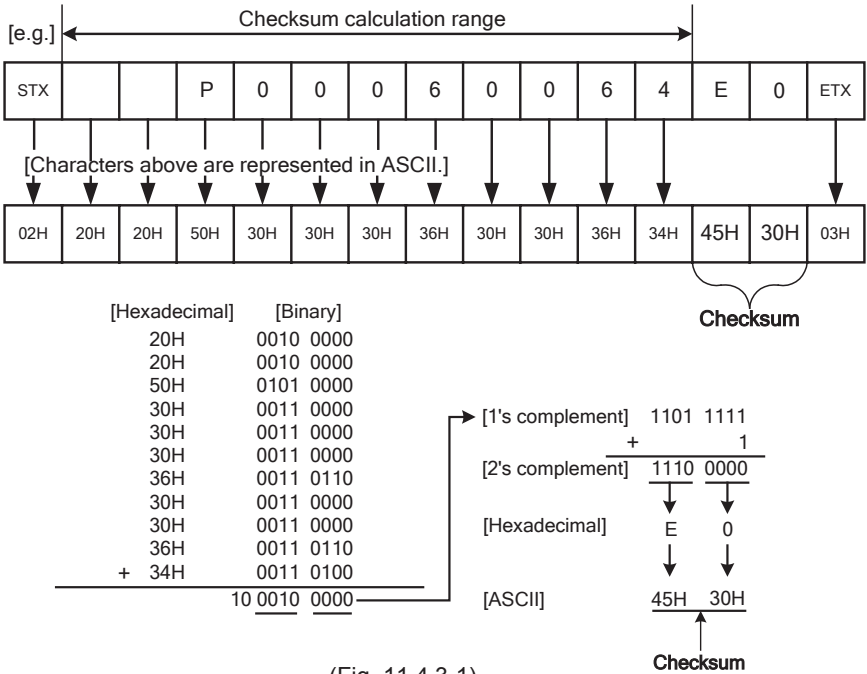 Checksum calculation range
[e.g.]
STX P 0 0 0 6 0 0 6 4 E 0 ETX
[Characters above are represented in ASCII.]
02H 20H 20H 50H 30H 30H 30H 36H 30H 30H 36H 34H 45H 30H 03H
Checksum
[Hexadecimal] [Binary]
20H 0010 0000
20H 0010 0000
50H 0101 0000
30H 0011 0000
30H 0011 0000
30H 0011 0000
36H 0011 0110
30H 0011 0000
30H 0011 0000
36H 0011 0110
+ 34H 0011 0100
10 0010 0000
[1's complement] 1101 1111
+ 1
[2's complement] 1110 0000
[Hexadecimal] E 0
[ASCII] 45H 30H
Checksum